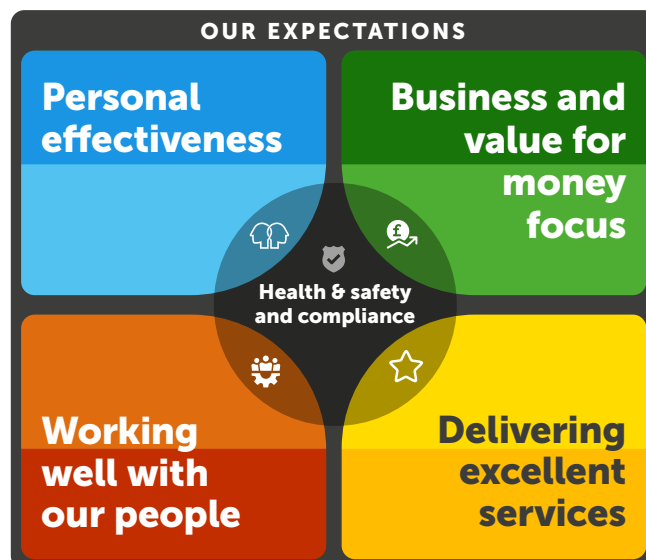 OUR EXPECTATIONS
Personal
effectiveness
Business and
value for
money
focus
£
Health & safety
and compliance
Working
well with
our people
Delivering
excellent
services